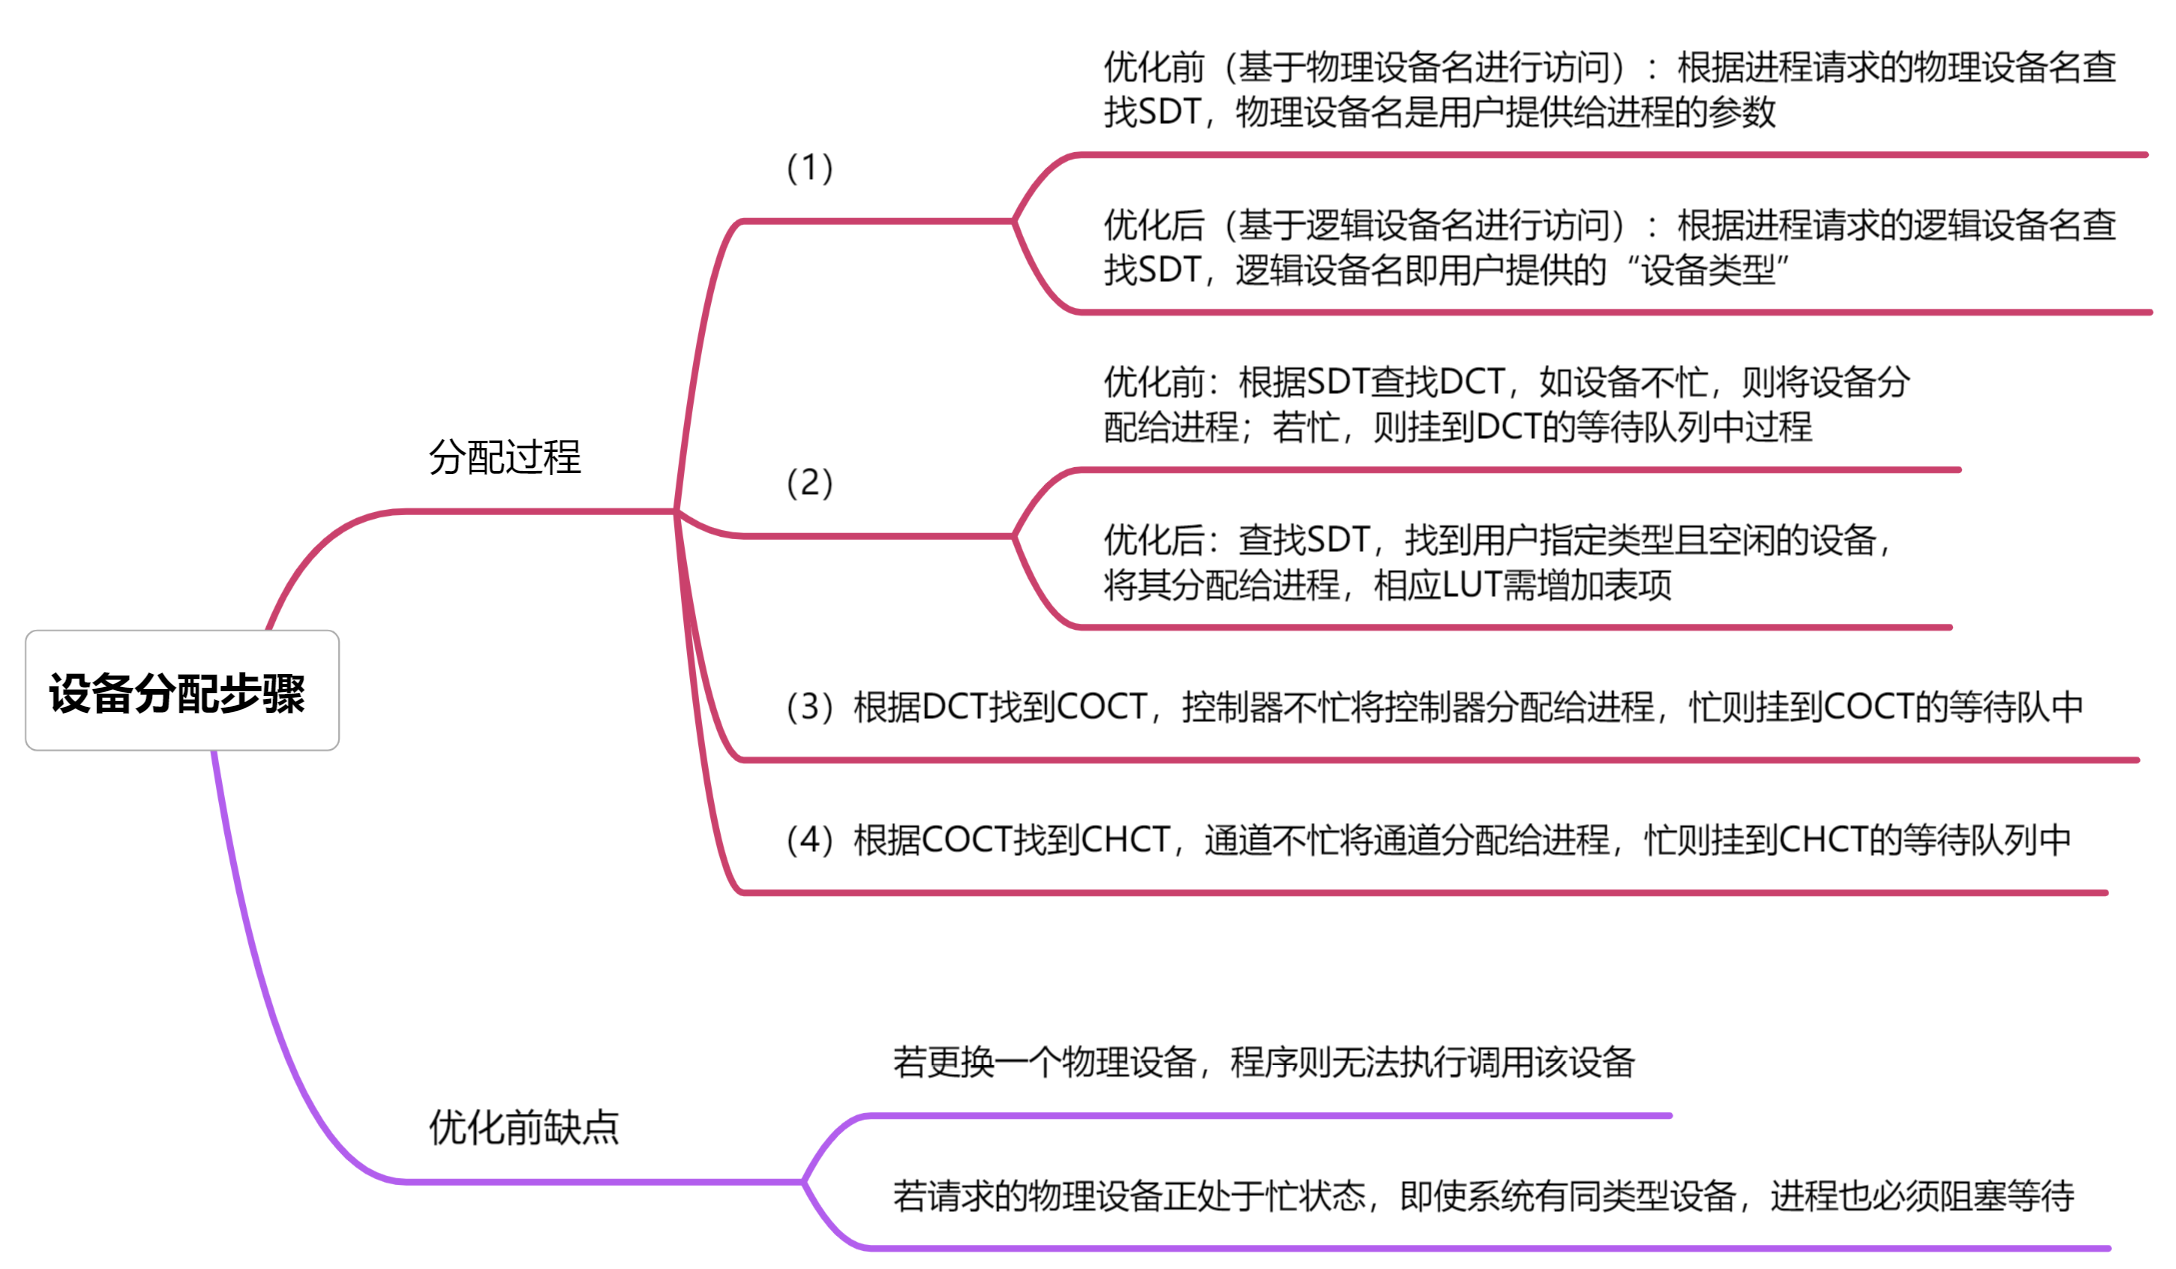 优化前（基于物理设备名进行访问）：根据进程请求的物理设备名查
找SDT，物理设备名是用户提供给进程的参数
（1）
优化后（基于逻辑设备名进行访问）：根据进程请求的逻辑设备名查
找SDT，逻辑设备名即用户提供的“设备类型”
优化前：根据SDT查找DCT，如设备不忙，则将设备分
配给进程；若忙，则挂到DCT的等待队列中过程
分配过程
（2）
优化后：查找SDT，找到用户指定类型且空闲的设备，
将其分配给进程，相应LUT需增加表项
设备分配步骤
（3）根据DCT找到COCT，控制器不忙将控制器分配给进程，忙则挂到COCT的等待队中
（4）根据COCT找到CHCT，通道不忙将通道分配给进程，忙则挂到CHCT的等待队列中
若更换一个物理设备，程序则无法执行调用该设备
优化前缺点
若请求的物理设备正处于忙状态，即使系统有同类型设备，进程也必须阻塞等待